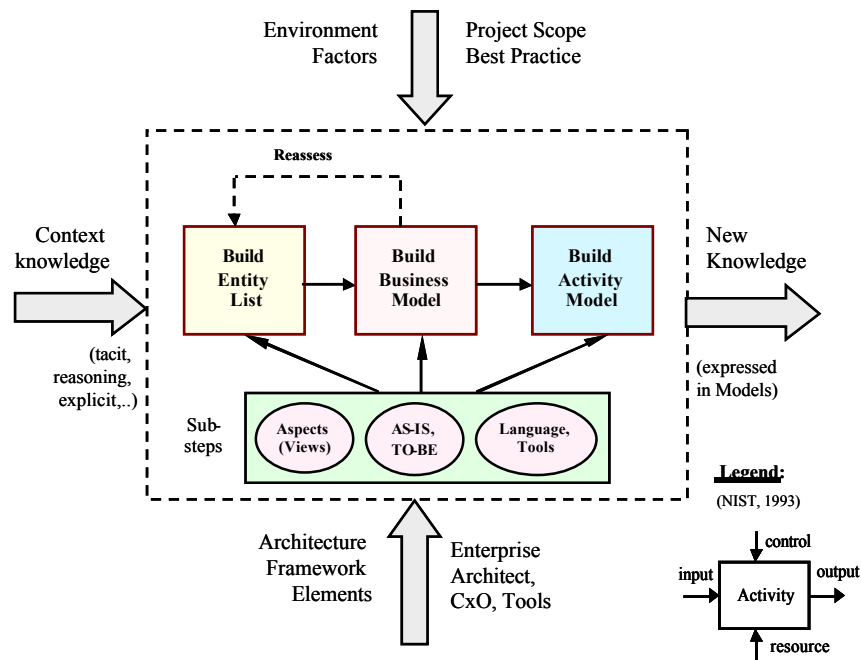 Environment
Factors
Project Scope
Best Practice
Reassess
Context
knowledge
(tacit,
reasoning,
explicit,..)
Build
Entity
List
Build
Business
Model
Build
Activity
Model
New
Knowledge
(expressed
in Models)
Sub-
steps
Aspects
(Views)
AS-IS,
TO-BE
Language,
Tools
Architecture
Framework
Elements
Enterprise
Architect,
CxO, Tools
Legend:
(NIST, 1993)
control
input
Activity
output
resource